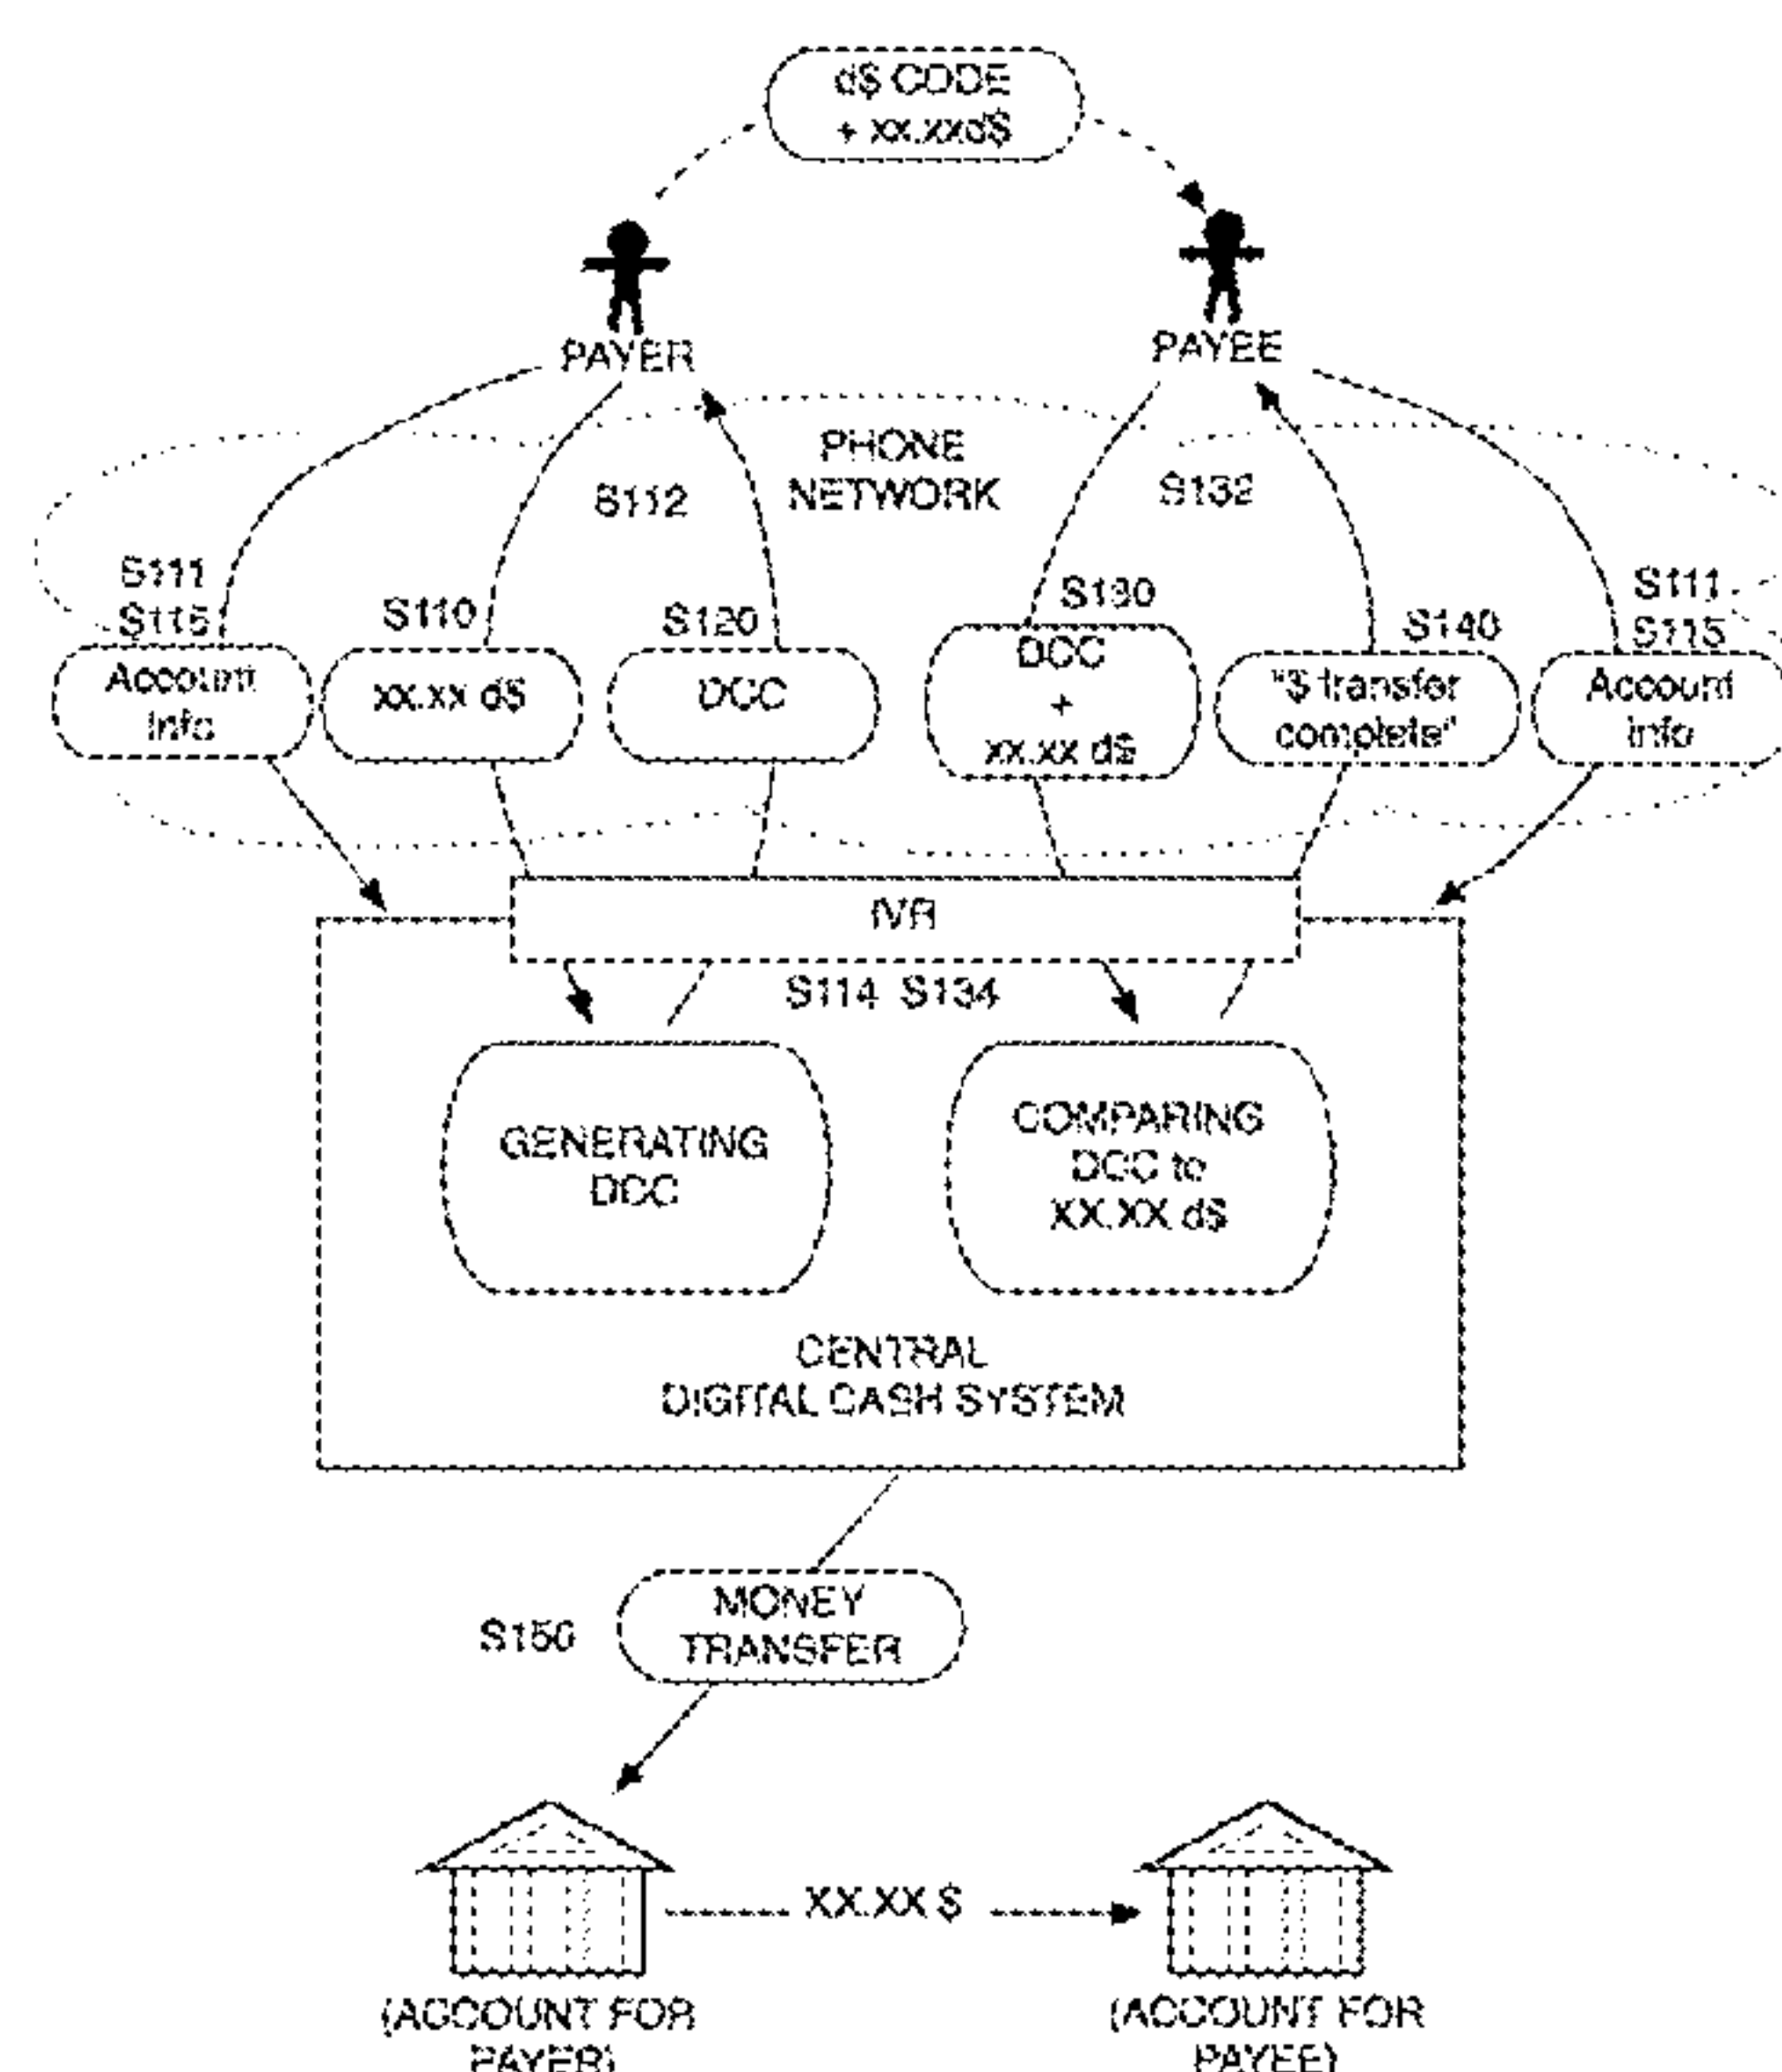 d$ CODE
+ xx.xxd$
PAYER
PAYEE
PHONE
NETWORK
S112
S132
S111
S115
S110
S120
S130
S140
S111
S115
Account
Info
xx.xx d$
DCC
DCC
+
xx.xx d$
"$ transfer
complete"
Account
info
IVR
S114 S134
GENERATING
DCC
COMPARING
DCC to
XX.XX d$
CENTRAL
DIGITAL CASH SYSTEM
S150
MONEY
TRANSFER
XX.XX $
(ACCOUNT FOR
PAYER)
(ACCOUNT FOR
PAYEE)